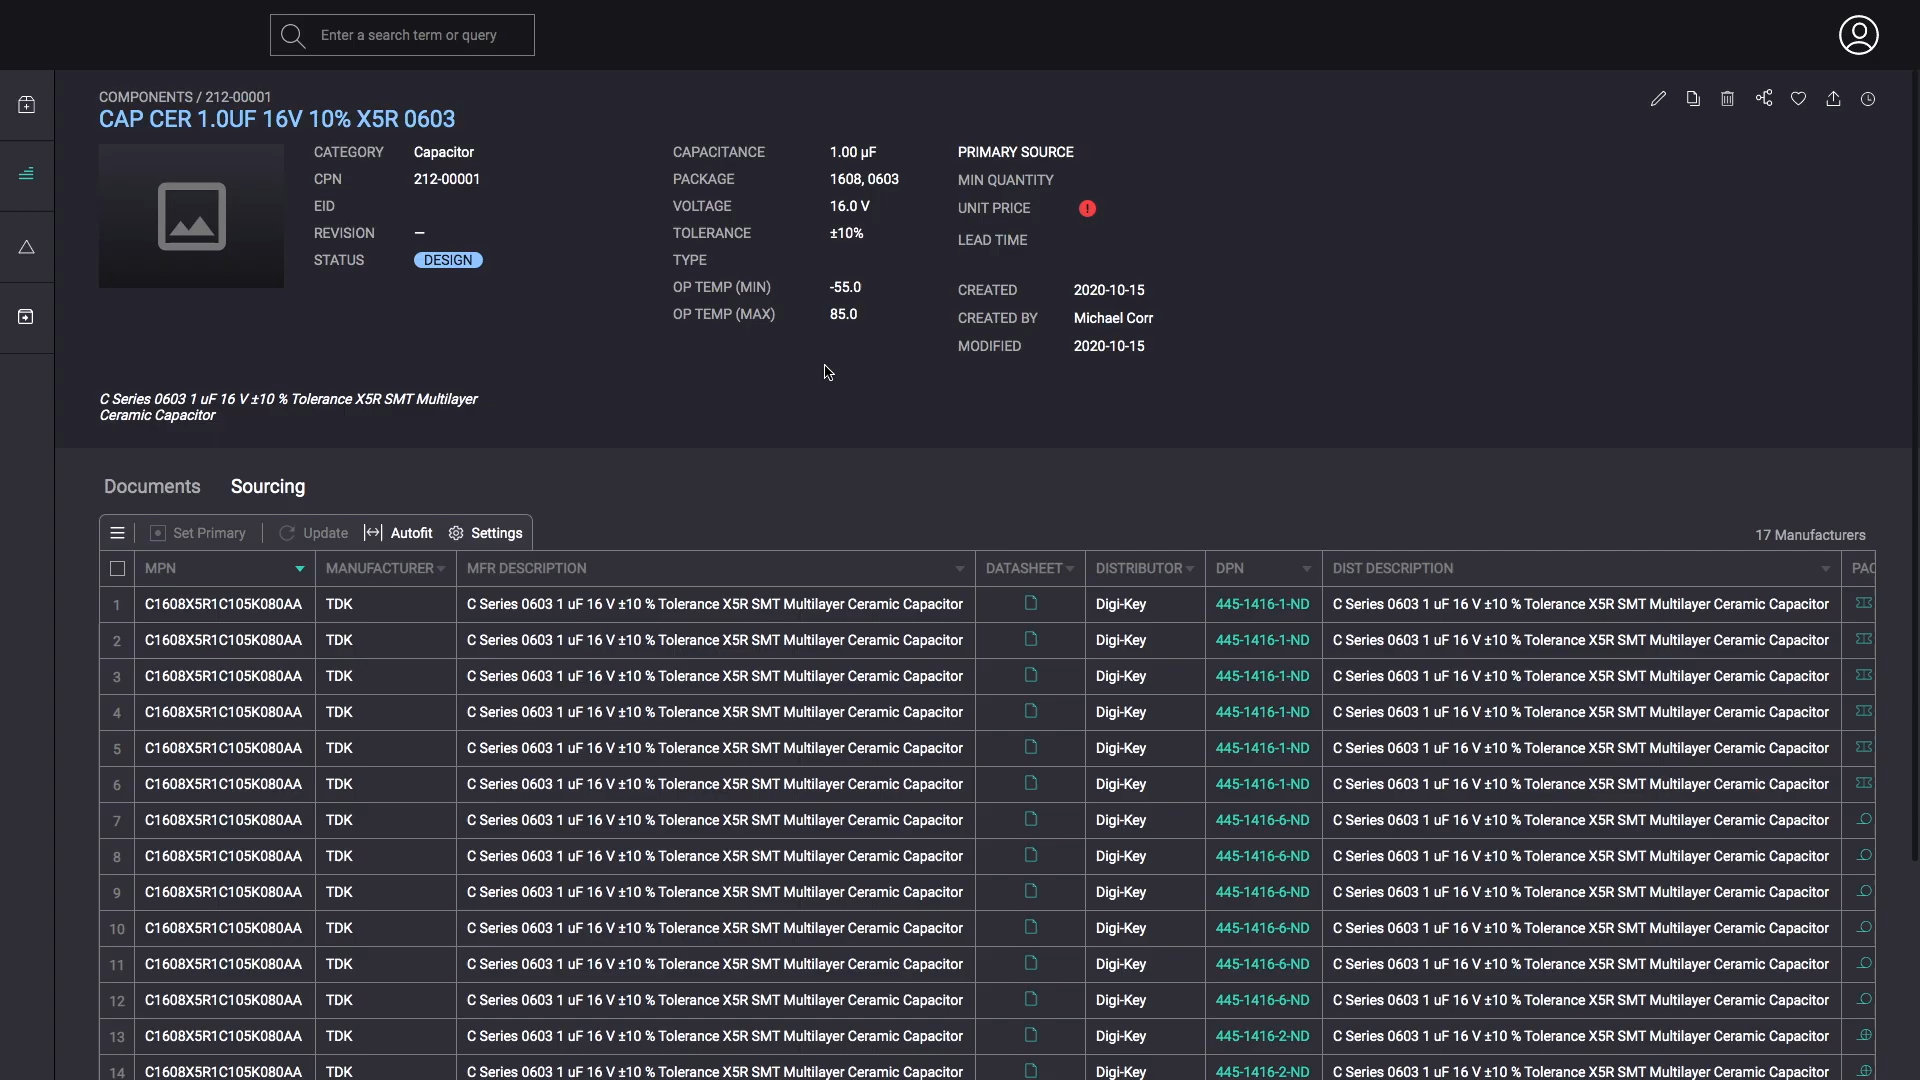 Enter a search term or query
COMPONENTS / 212-00001
CAP CER 1.0UF 16V 10% X5R 0603
CATEGORY Capacitor
CPN 212-00001
EID
REVISION –
STATUS DESIGN
CAPACITANCE 1.00 µF
PACKAGE 1608, 0603
VOLTAGE 16.0 V
TOLERANCE ±10%
TYPE
OP TEMP (MIN) -55.0
OP TEMP (MAX) 85.0
PRIMARY SOURCE
MIN QUANTITY
UNIT PRICE !
LEAD TIME
CREATED 2020-10-15
CREATED BY Michael Corr
MODIFIED 2020-10-15
C Series 0603 1 uF 16 V ±10 % Tolerance X5R SMT Multilayer
Ceramic Capacitor
Documents Sourcing
Set Primary Update Autofit Settings 17 Manufacturers
MPN MANUFACTURER MFR DESCRIPTION DATASHEET DISTRIBUTOR DPN DIST DESCRIPTION PAC
1 C1608X5R1C105K080AA TDK C Series 0603 1 uF 16 V ±10 % Tolerance X5R SMT Multilayer Ceramic Capacitor Digi-Key 445-1416-1-ND C Series 0603 1 uF 16 V ±10 % Tolerance X5R SMT Multilayer Ceramic Capacitor
2 C1608X5R1C105K080AA TDK C Series 0603 1 uF 16 V ±10 % Tolerance X5R SMT Multilayer Ceramic Capacitor Digi-Key 445-1416-1-ND C Series 0603 1 uF 16 V ±10 % Tolerance X5R SMT Multilayer Ceramic Capacitor
3 C1608X5R1C105K080AA TDK C Series 0603 1 uF 16 V ±10 % Tolerance X5R SMT Multilayer Ceramic Capacitor Digi-Key 445-1416-1-ND C Series 0603 1 uF 16 V ±10 % Tolerance X5R SMT Multilayer Ceramic Capacitor
4 C1608X5R1C105K080AA TDK C Series 0603 1 uF 16 V ±10 % Tolerance X5R SMT Multilayer Ceramic Capacitor Digi-Key 445-1416-1-ND C Series 0603 1 uF 16 V ±10 % Tolerance X5R SMT Multilayer Ceramic Capacitor
5 C1608X5R1C105K080AA TDK C Series 0603 1 uF 16 V ±10 % Tolerance X5R SMT Multilayer Ceramic Capacitor Digi-Key 445-1416-1-ND C Series 0603 1 uF 16 V ±10 % Tolerance X5R SMT Multilayer Ceramic Capacitor
6 C1608X5R1C105K080AA TDK C Series 0603 1 uF 16 V ±10 % Tolerance X5R SMT Multilayer Ceramic Capacitor Digi-Key 445-1416-1-ND C Series 0603 1 uF 16 V ±10 % Tolerance X5R SMT Multilayer Ceramic Capacitor
7 C1608X5R1C105K080AA TDK C Series 0603 1 uF 16 V ±10 % Tolerance X5R SMT Multilayer Ceramic Capacitor Digi-Key 445-1416-6-ND C Series 0603 1 uF 16 V ±10 % Tolerance X5R SMT Multilayer Ceramic Capacitor
8 C1608X5R1C105K080AA TDK C Series 0603 1 uF 16 V ±10 % Tolerance X5R SMT Multilayer Ceramic Capacitor Digi-Key 445-1416-6-ND C Series 0603 1 uF 16 V ±10 % Tolerance X5R SMT Multilayer Ceramic Capacitor
9 C1608X5R1C105K080AA TDK C Series 0603 1 uF 16 V ±10 % Tolerance X5R SMT Multilayer Ceramic Capacitor Digi-Key 445-1416-6-ND C Series 0603 1 uF 16 V ±10 % Tolerance X5R SMT Multilayer Ceramic Capacitor
10 C1608X5R1C105K080AA TDK C Series 0603 1 uF 16 V ±10 % Tolerance X5R SMT Multilayer Ceramic Capacitor Digi-Key 445-1416-6-ND C Series 0603 1 uF 16 V ±10 % Tolerance X5R SMT Multilayer Ceramic Capacitor
11 C1608X5R1C105K080AA TDK C Series 0603 1 uF 16 V ±10 % Tolerance X5R SMT Multilayer Ceramic Capacitor Digi-Key 445-1416-6-ND C Series 0603 1 uF 16 V ±10 % Tolerance X5R SMT Multilayer Ceramic Capacitor
12 C1608X5R1C105K080AA TDK C Series 0603 1 uF 16 V ±10 % Tolerance X5R SMT Multilayer Ceramic Capacitor Digi-Key 445-1416-6-ND C Series 0603 1 uF 16 V ±10 % Tolerance X5R SMT Multilayer Ceramic Capacitor
13 C1608X5R1C105K080AA TDK C Series 0603 1 uF 16 V ±10 % Tolerance X5R SMT Multilayer Ceramic Capacitor Digi-Key 445-1416-2-ND C Series 0603 1 uF 16 V ±10 % Tolerance X5R SMT Multilayer Ceramic Capacitor
14 C1608X5R1C105K080AA TDK C Series 0603 1 uF 16 V ±10 % Tolerance X5R SMT Multilayer Ceramic Capacitor Digi-Key 445-1416-2-ND C Series 0603 1 uF 16 V ±10 % Tolerance X5R SMT Multilayer Ceramic Capacitor